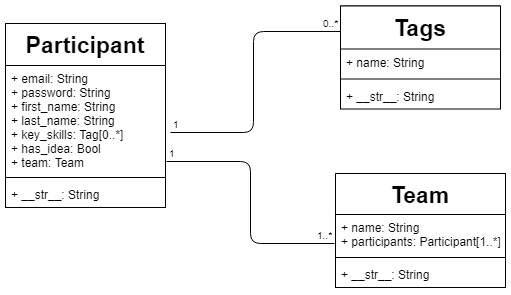 Participant
+ email: String
+ password: String
+ first_name: String
+ last_name: String
+ key_skills: Tag[0..*]
+ has_idea: Bool
+ team: Team
+ __str__: String
1
1
0..*
Tags
+ name: String
+ __str__: String
1..*
Team
+ name: String
+ participants: Participant[1..*]
+ __str__: String